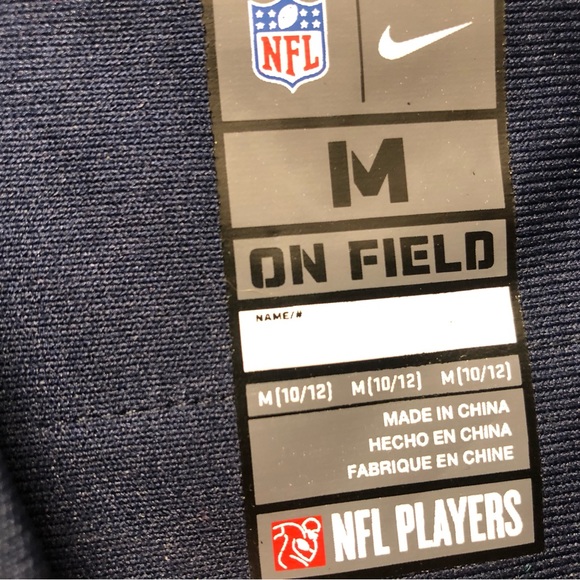 NFL
M
ON FIELD
NAME/#
M(10/12) M(10/12) M(10/12)
MADE IN CHINA
HECHO EN CHINA
FABRIQUE EN CHINE
NFL PLAYERS